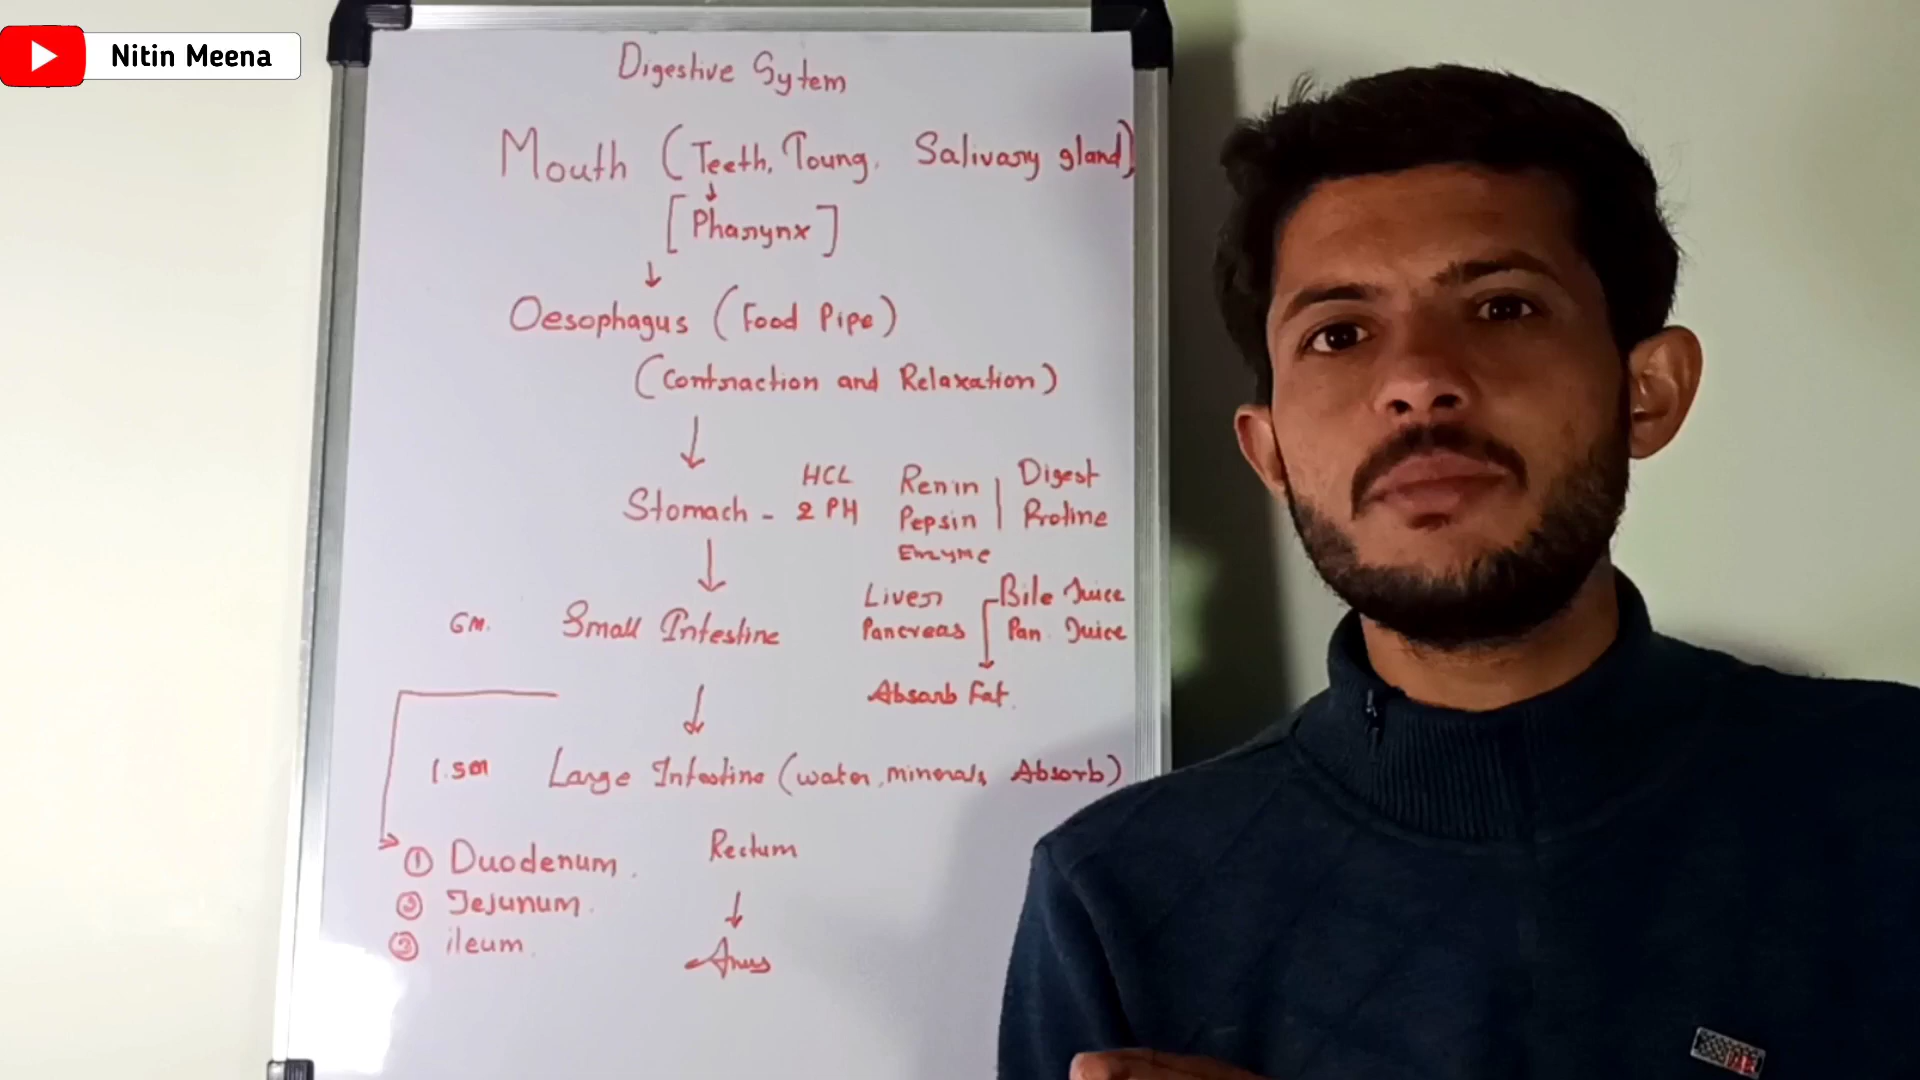 Nitin Meena
Digestive Sytem
Mouth (Teeth, Toung, Salivary gland)
[Pharynx]
Oesophagus (Food Pipe)
(Contraction and Relaxation)
HCL Renin Digest
Stomach - 2 PH Pepsin Protine
Enzyme
Liver Bile Juice
6m. Small Intestine Pancreas Pan. Juice
Absorb Fat.
1.5m Large Intestine (water, minerals Absorb)
Rectum
① Duodenum.
② Jejunum.
③ ileum.
Anus